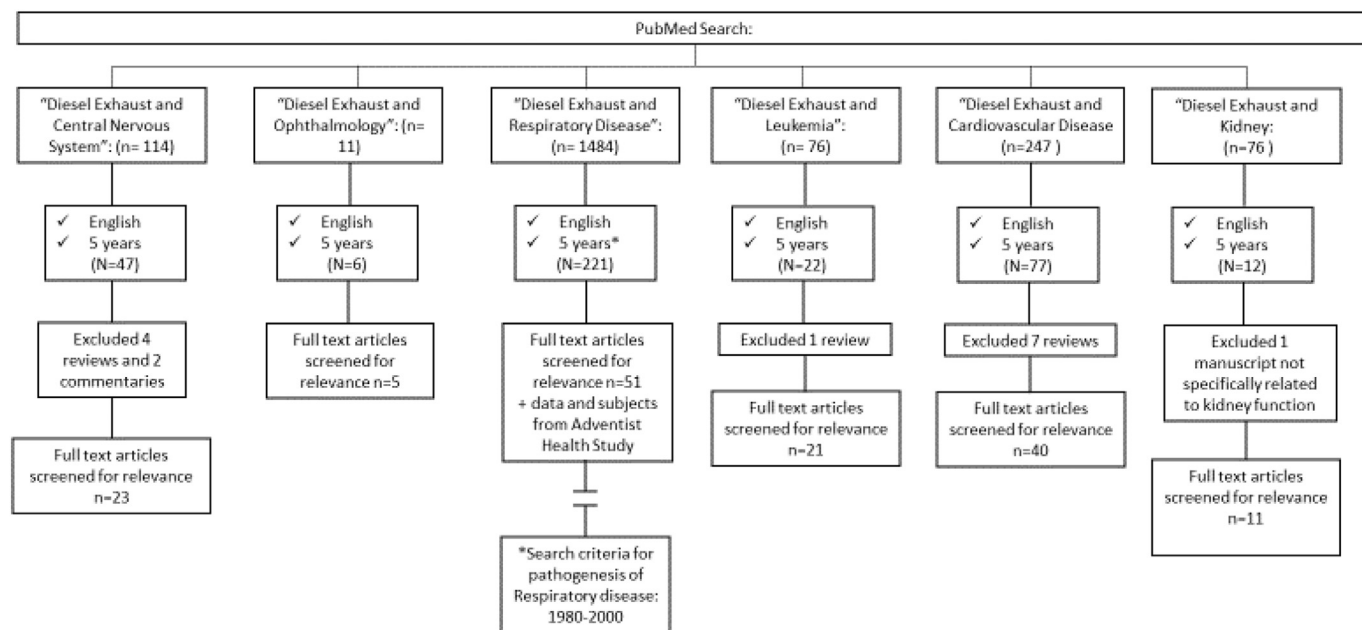 PubMed Search:
"Diesel Exhaust and
Central Nervous
System": (n= 114)
✓ English
✓ 5 years
(N=47)
Excluded 4
reviews and 2
commentaries
Full text articles
screened for relevance
n=23
"Diesel Exhaust and
Ophthalmology": (n=
11)
✓ English
✓ 5 years
(N=6)
Full text articles
screened for
relevance n=5
"Diesel Exhaust and
Respiratory Disease":
(n= 1484)
✓ English
✓ 5 years*
(N=221)
Full text articles
screened for
relevance n=51
+ data and subjects
from Adventist
Health Study
*Search criteria for
pathogenesis of
Respiratory disease:
1980-2000
"Diesel Exhaust and
Leukemia":
(n= 76)
✓ English
✓ 5 years
(N=22)
Excluded 1 review
Full text articles
screened for relevance
n=21
"Diesel Exhaust and
Cardiovascular Disease
(n=247 )
✓ English
✓ 5 years
(N=77)
Excluded 7 reviews
Full text articles
screened for relevance
n=40
"Diesel Exhaust and
Kidney:
(n=76 )
✓ English
✓ 5 years
(N=12)
Excluded 1
manuscript not
specifically related
to kidney function
Full text articles
screened for relevance
n=11